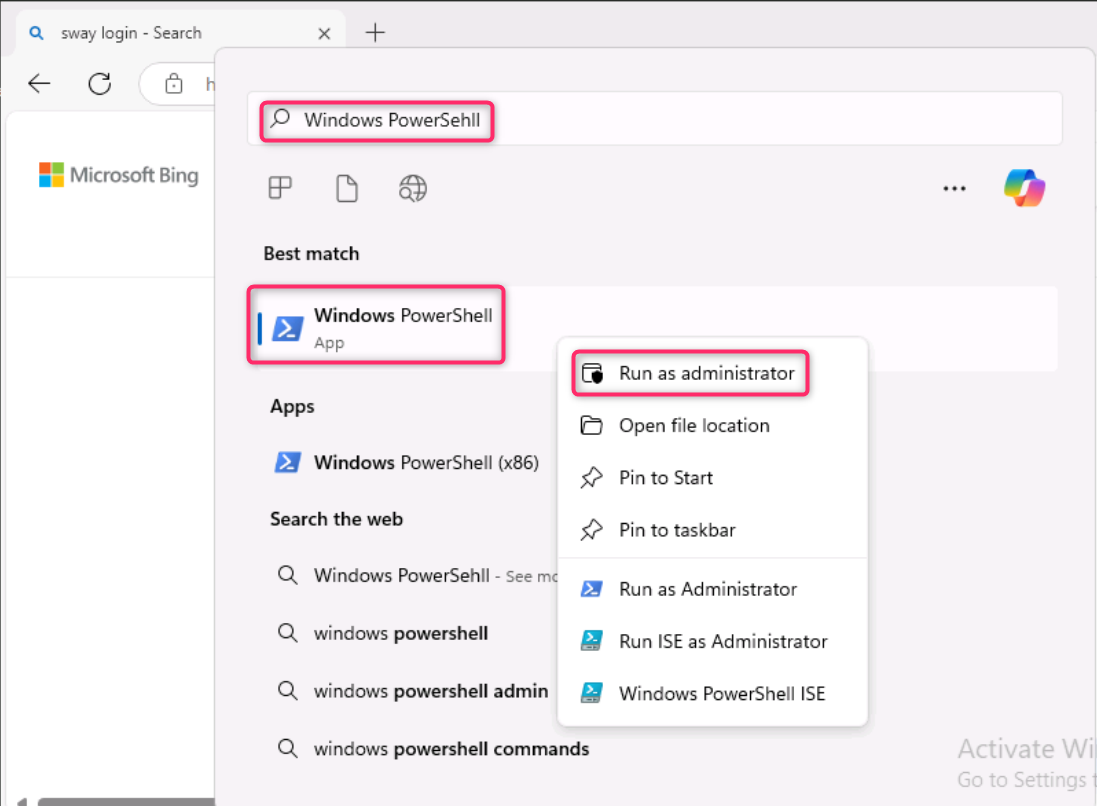 sway login - Search
h
Windows PowerSehll
Microsoft Bing
Best match
Windows PowerShell
App
Run as administrator
Apps
Open file location
Windows PowerShell (x86)
Pin to Start
Search the web
Pin to taskbar
Windows PowerSehll - See mo
Run as Administrator
windows powershell
Run ISE as Administrator
windows powershell admin
Windows PowerShell ISE
windows powershell commands
Activate Wi
Go to Settings t